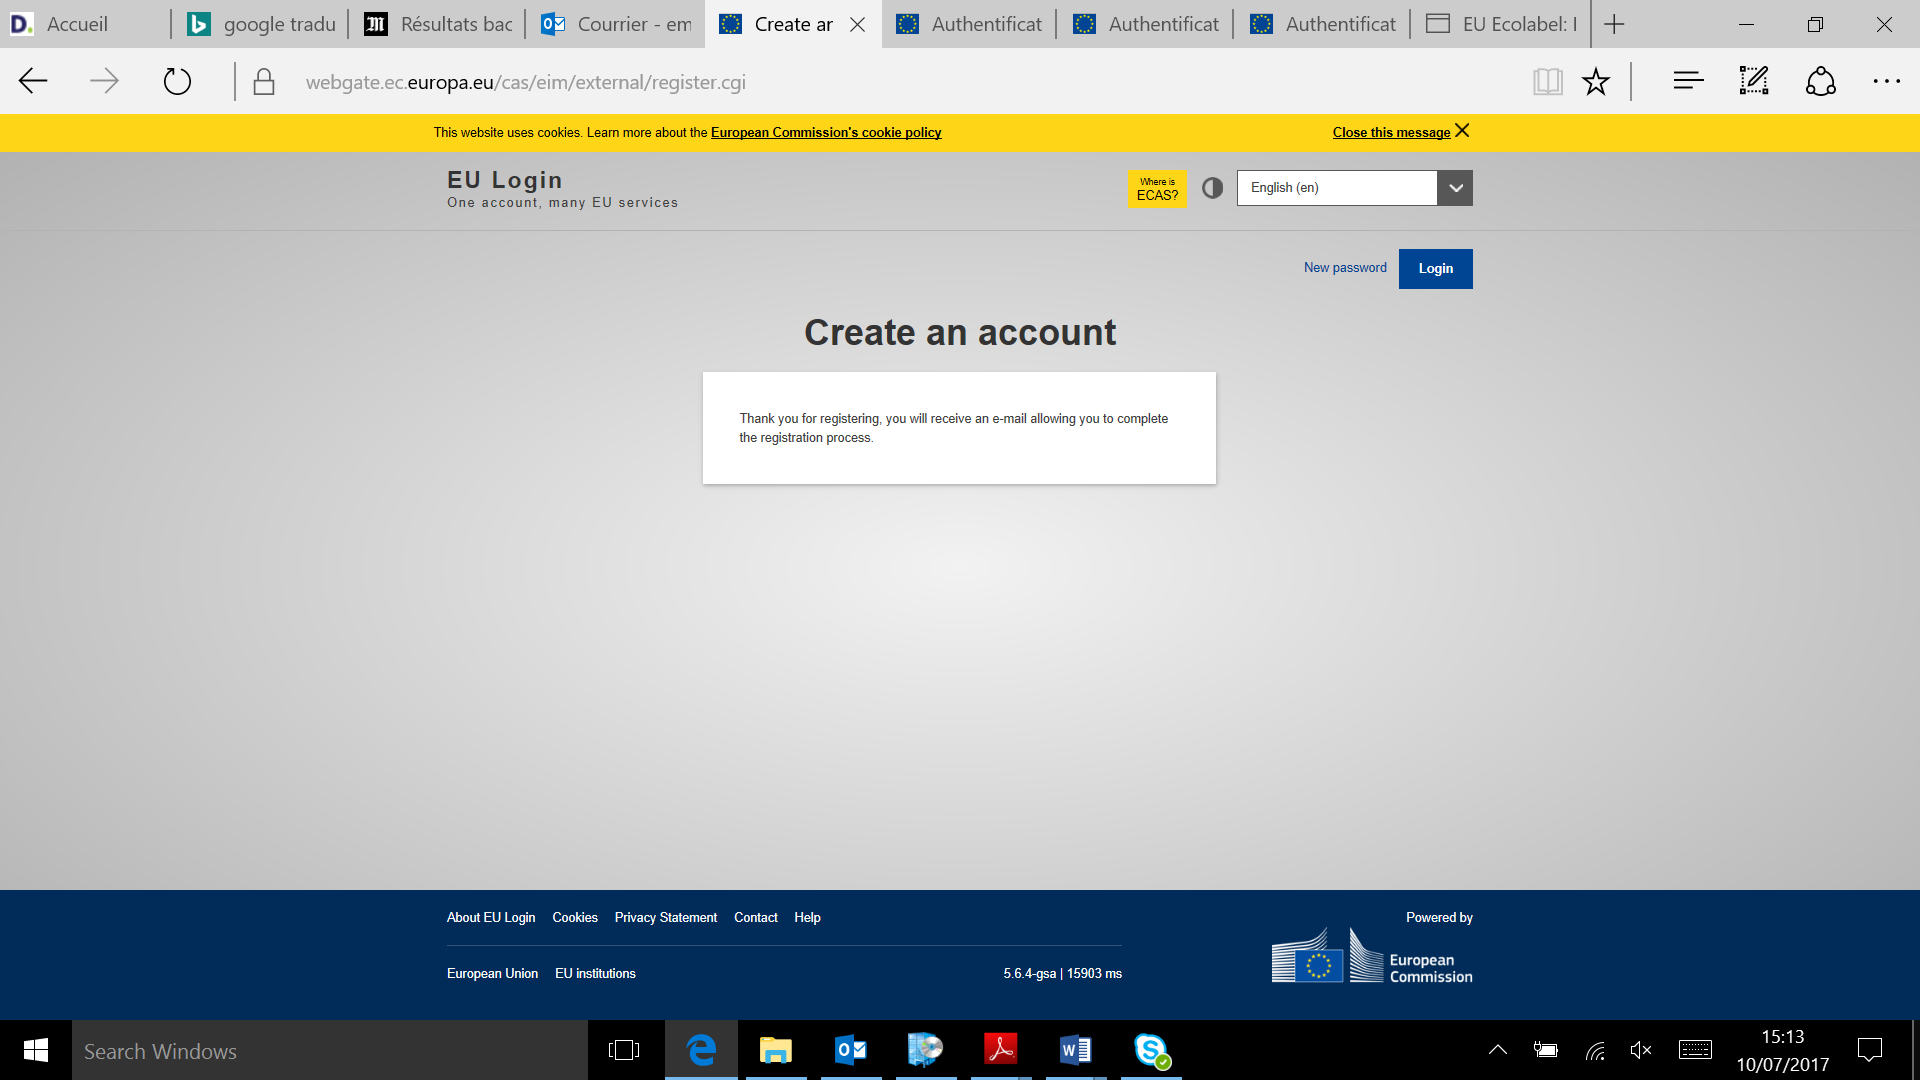 Accueil
google tradu
Résultats bac
Courrier - em
Create ar
Authentificat
Authentificat
Authentificat
EU Ecolabel:
webgate.ec.europa.eu/cas/eim/external/register.cgi
This website uses cookies. Learn more about the European Commission's cookie policy
Close this message
EU Login
One account, many EU services
Where is
ECAS?
English (en)
New password
Login
Create an account
Thank you for registering, you will receive an e-mail allowing you to complete
the registration process.
About EU Login Cookies Privacy Statement Contact Help
Powered by
European Union EU institutions
5.6.4-gsa | 15903 ms
European
Commission
Search Windows
15:13
10/07/2017